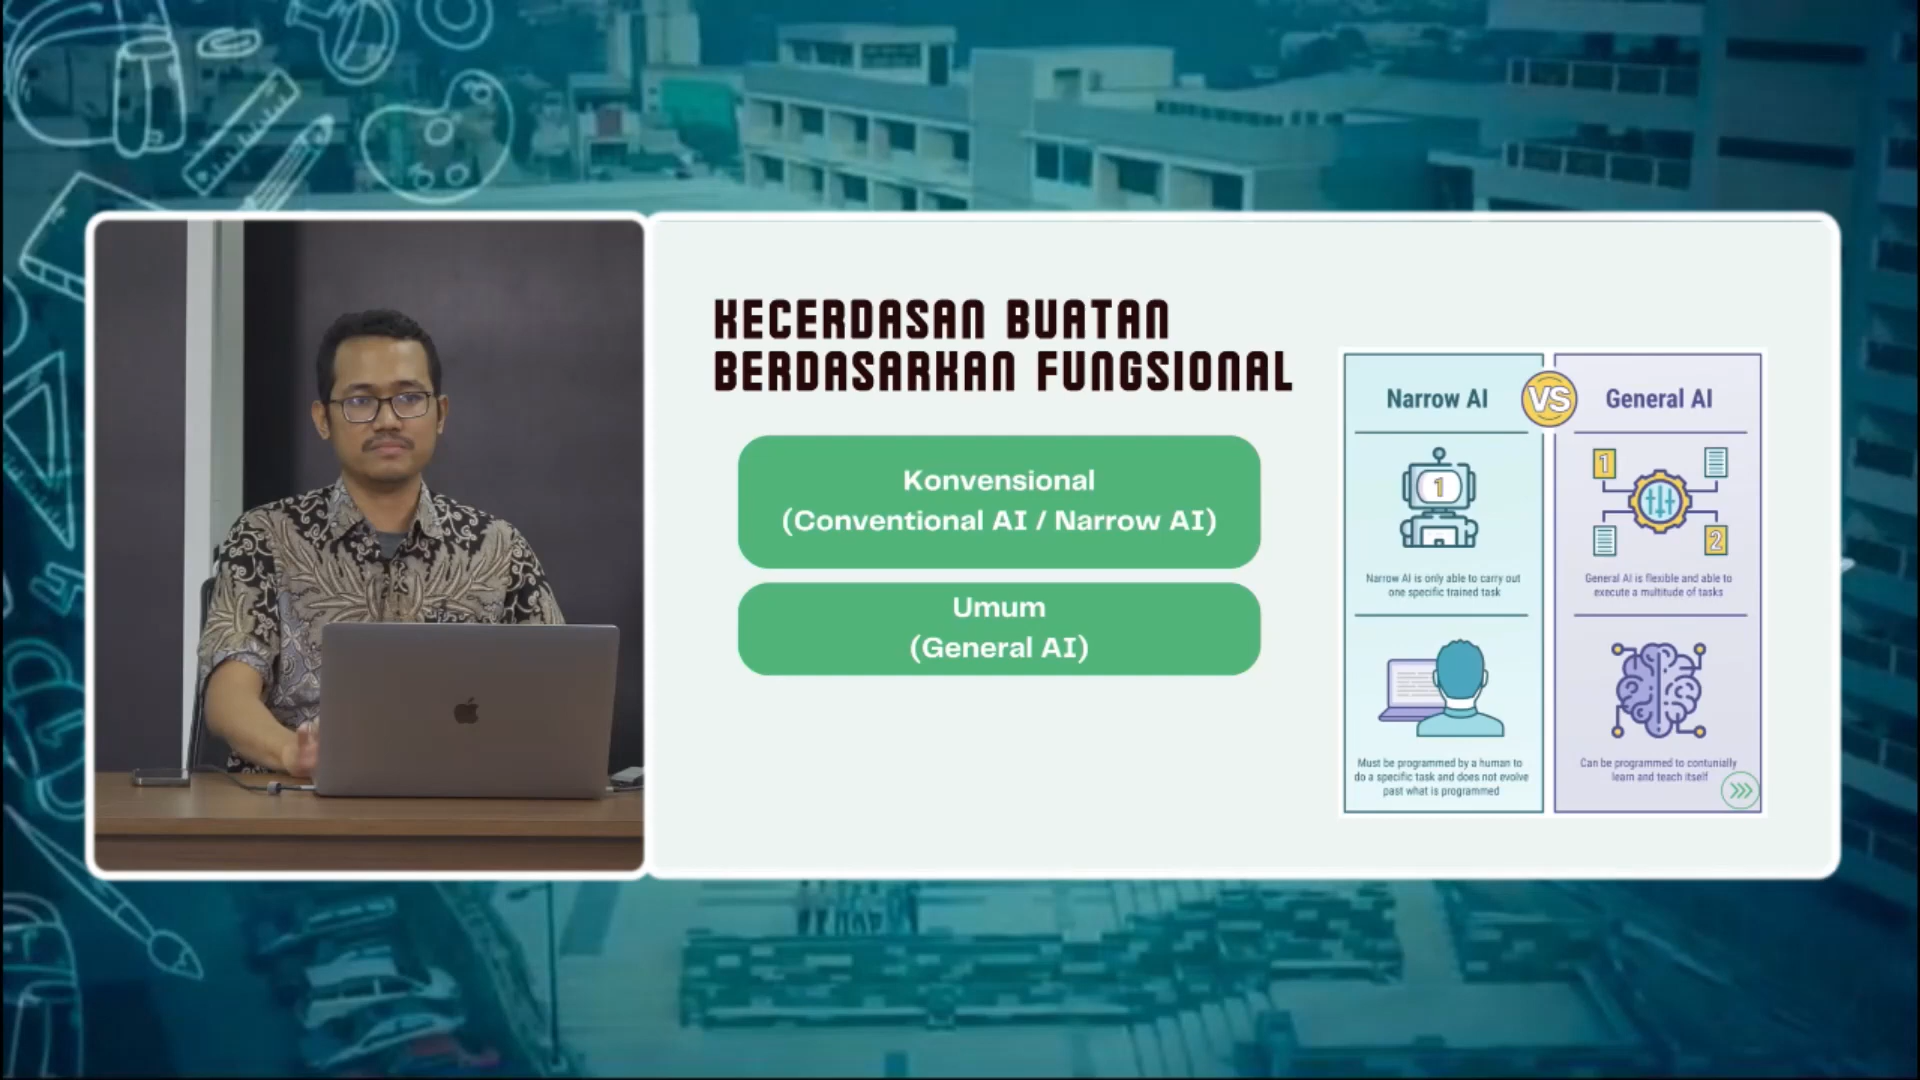 KECERDASAN BUATAN
BERDASARKAN FUNGSIONAL
Konvensional
(Conventional AI / Narrow AI)
Umum
(General AI)
Narrow AI
VS
General AI
1
1
2
Narrow AI is only able to carry out
one specific trained task
General AI is flexible and able to
execute a multitude of tasks
Must be programmed by a human to
do a specific task and does not evolve
past what is programmed
Can be programmed to contunially
learn and teach itself